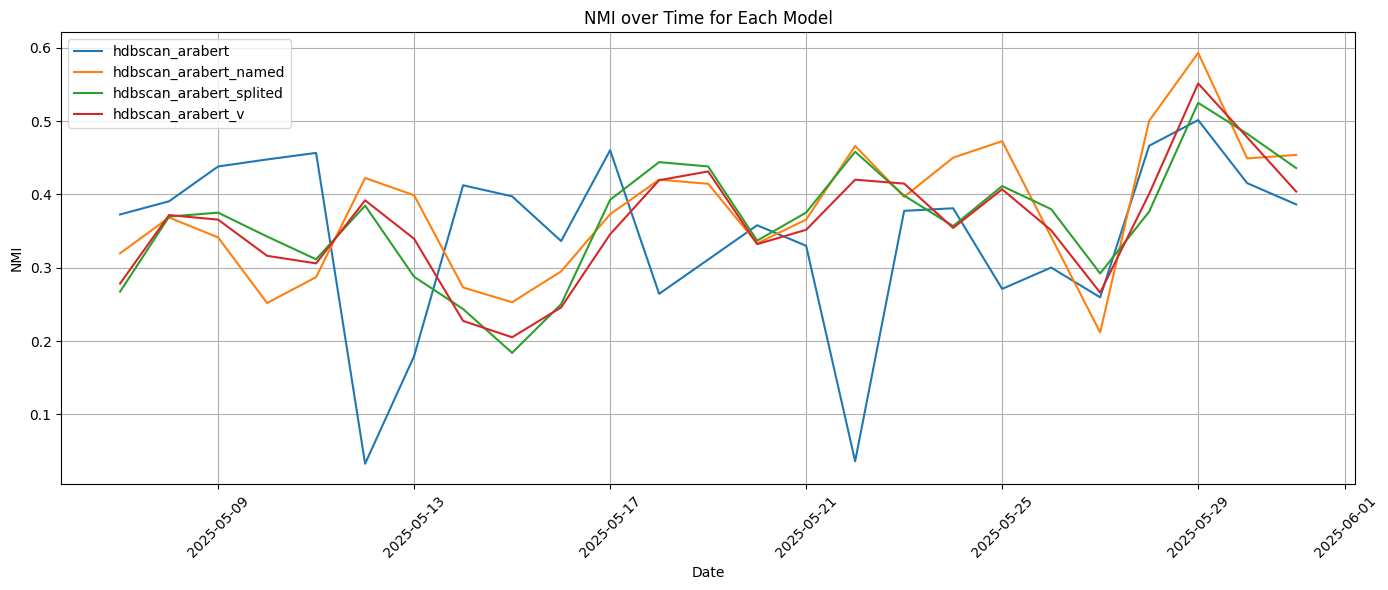 NMI over Time for Each Model
hdbscan_arabert
hdbscan_arabert_named
hdbscan_arabert_splited
hdbscan_arabert_v
NMI
0.6
0.5
0.4
0.3
0.2
0.1
2025-05-09
2025-05-13
2025-05-17
2025-05-21
2025-05-25
2025-05-29
2025-06-01
Date